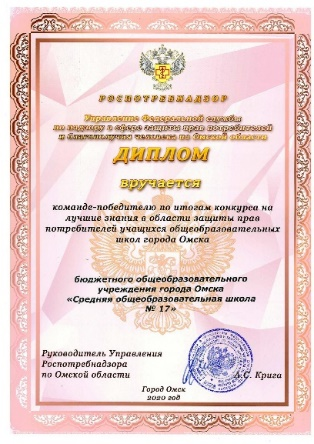 РОСПОТРЕБНАДЗОР
Управление Федеральной службы
по надзору в сфере защиты прав потребителей
и благополучия человека по Омской области
ДИПЛОМ
вручается
команде-победителю по итогам конкурса на
лучшие знания в области защиты прав
потребителей учащихся общеобразовательных
школ города Омска
бюджетного общеобразовательного
учреждения города Омска
«Средняя общеобразовательная школа
№ 17»
Руководитель Управления
Роспотребнадзора
по Омской области
А.С. Крига
Город Омск
2020 год